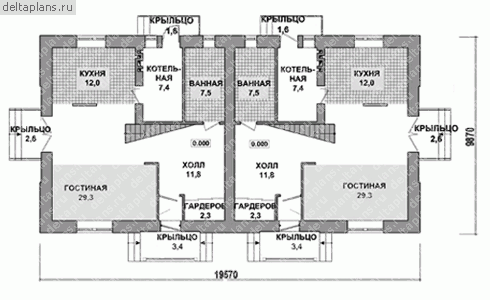 deltaplans.ru
КРЫЛЬЦО
1,6
КРЫЛЬЦО
1,6
КУХНЯ
12,0
КОТЕЛЬ-
НАЯ
7,4
ВАННАЯ
7,5
ВАННАЯ
7,5
КОТЕЛЬ-
НАЯ
7,4
КУХНЯ
12,0
КРЫЛЬЦО
2,6
КРЫЛЬЦО
2,6
0.000
0.000
ХОЛЛ
11,8
ХОЛЛ
11,8
ГОСТИНАЯ
29,3
ГОСТИНАЯ
29,3
ГАРДЕРОБ
2,3
ГАРДЕРОБ
2,3
КРЫЛЬЦО
3,4
КРЫЛЬЦО
3,4
9870
19570